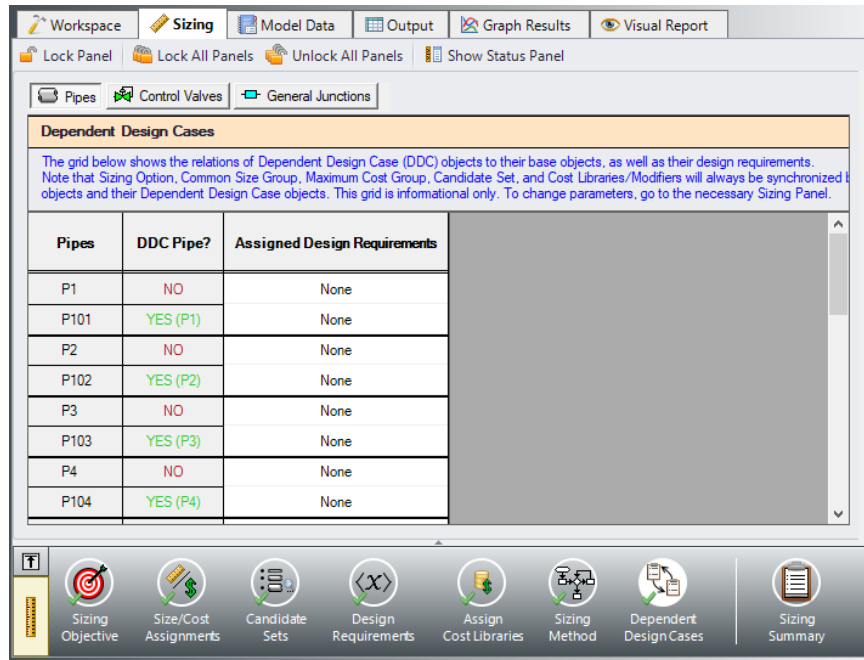 Workspace Sizing Model Data Output Graph Results Visual Report
Lock Panel Lock All Panels Unlock All Panels Show Status Panel
Pipes Control Valves General Junctions
Dependent Design Cases
The grid below shows the relations of Dependent Design Case (DDC) objects to their base objects, as well as their design requirements.
Note that Sizing Option, Common Size Group, Maximum Cost Group, Candidate Set, and Cost Libraries/Modifiers will always be synchronized
objects and their Dependent Design Case objects. This grid is informational only. To change parameters, go to the necessary Sizing Panel.
Pipes DDC Pipe? Assigned Design Requirements
P1 NO None
P101 YES (P1) None
P2 NO None
P102 YES (P2) None
P3 NO None
P103 YES (P3) None
P4 NO None
P104 YES (P4) None
⟨x⟩
$ $
Sizing Size/Cost Candidate Design Assign Sizing Dependent Sizing
Objective Assignments Sets Requirements Cost Libraries Method Design Cases Summary